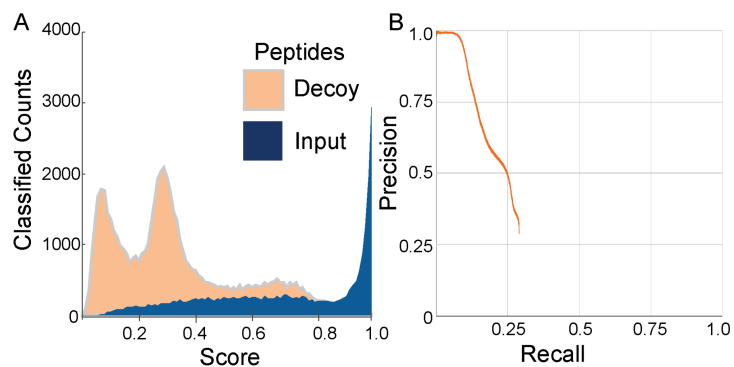 A
4000
3000
2000
1000
0
Classified Counts
Peptides
Decoy
Input
0.2
0.4
0.6
0.8
1.0
Score
B
1.0
0.75
0.5
0.25
0
Precision
0.25
0.5
0.75
1.0
Recall